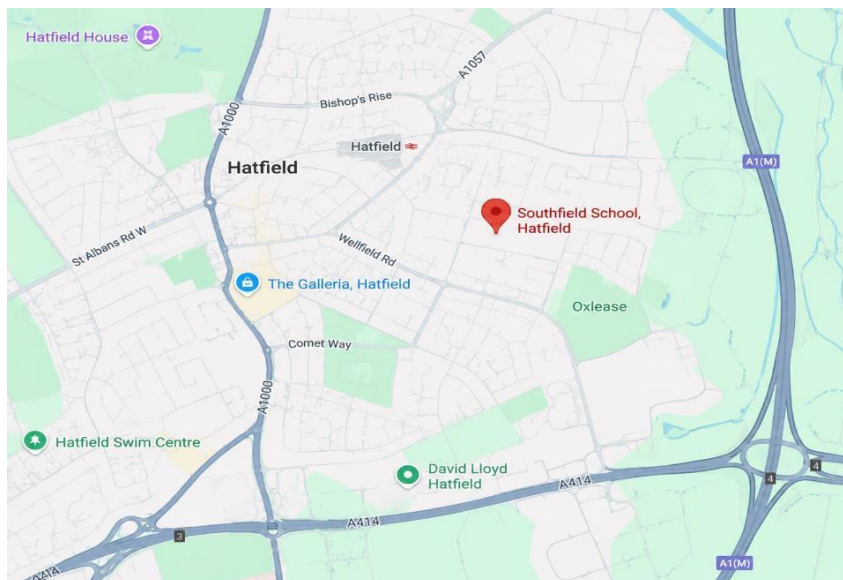 Hatfield House
A1057
Bishop's Rise
A1000
Hatfield
Hatfield
A1(M)
Southfield School,
Hatfield
St Albans Rd W
Wellfield Rd
The Galleria, Hatfield
Oxlease
Comet Way
A1000
Hatfield Swim Centre
David Lloyd
Hatfield
4
4
A414
A414
3
A1(M)
A414